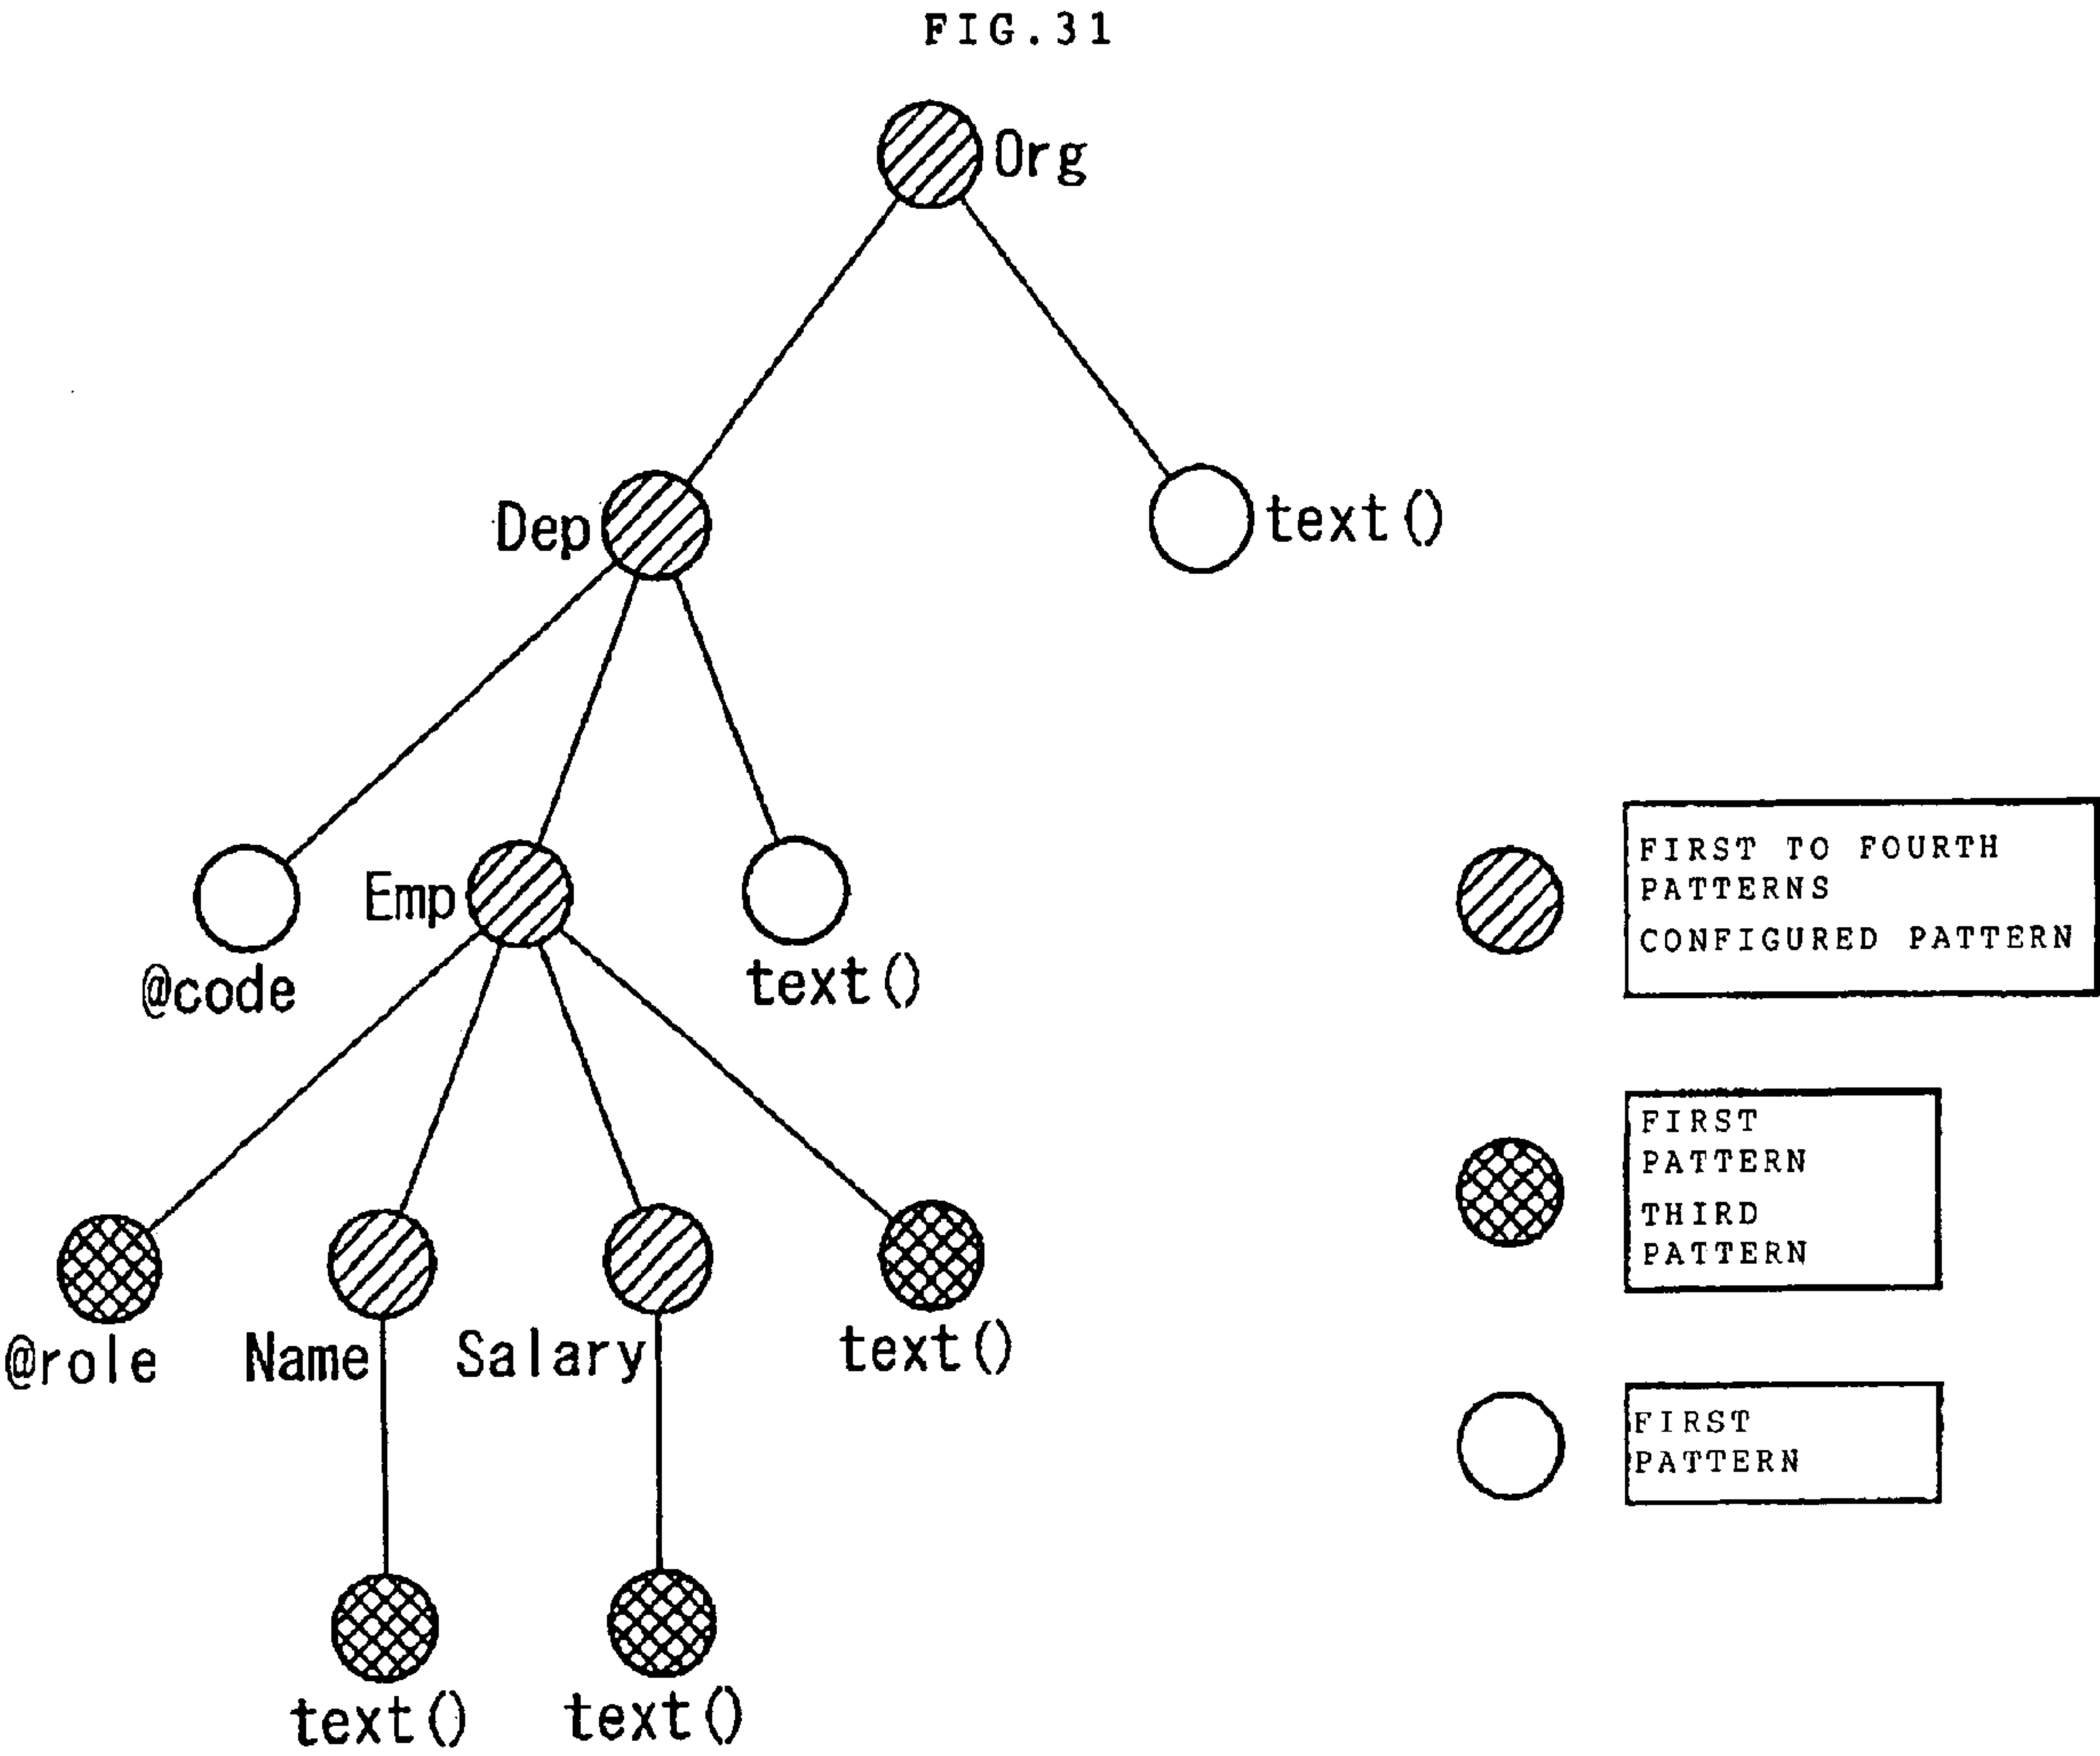 FIG.31
Org
Dep
text()
@code
Emp
text()
@role
Name
Salary
text()
text()
text()
FIRST TO FOURTH
PATTERNS
CONFIGURED PATTERN
FIRST
PATTERN
THIRD
PATTERN
FIRST
PATTERN